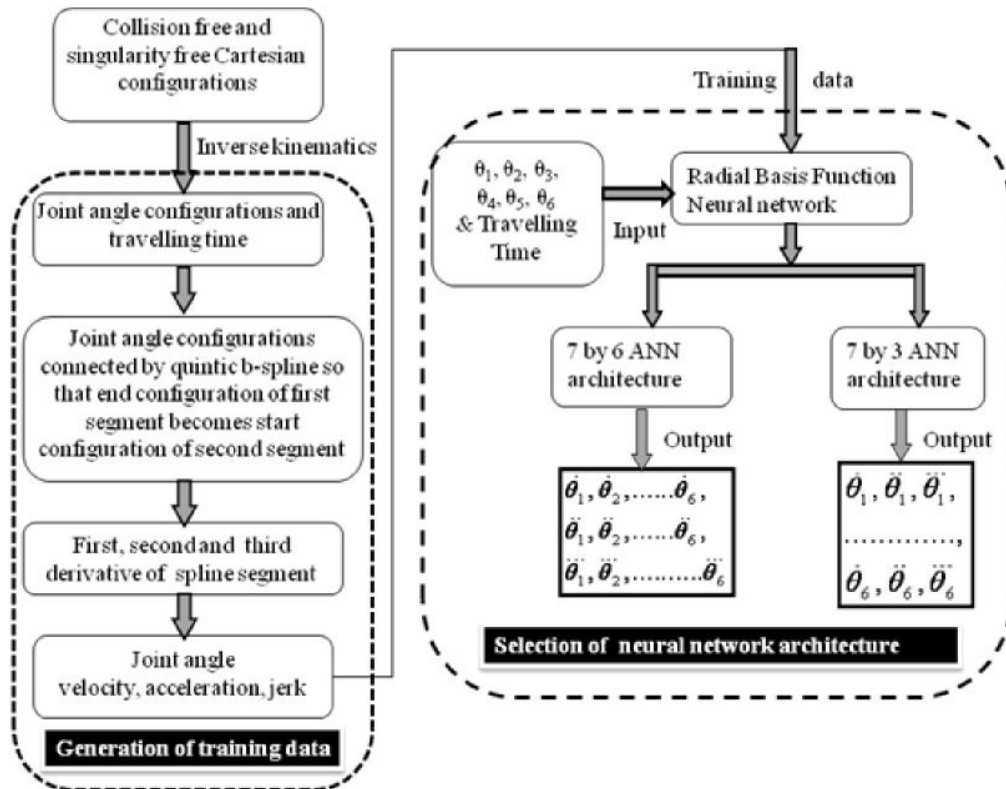 Collision free and
singularity free Cartesian
configurations
Inverse kinematics
Joint angle configurations and
travelling time
Joint angle configurations
connected by quintic b-spline so
that end configuration of first
segment becomes start
configuration of second segment
First, second and third
derivative of spline segment
Joint angle
velocity, acceleration, jerk
Generation of training data
Training data
θ₁, θ₂, θ₃,
θ₄, θ₅, θ₆
& Travelling
Time
Input
Radial Basis Function
Neural network
7 by 6 ANN
architecture
Output
θ̇₁, θ̇₂, ......θ̇₆,
θ̈₁, θ̈₂, ......θ̈₆,
θ⃛₁, θ⃛₂, ..........θ⃛₆
7 by 3 ANN
architecture
Output
θ̇₁, θ̈₁, θ⃛₁,
............. ,
θ̇₆, θ̈₆, θ⃛₆
Selection of neural network architecture